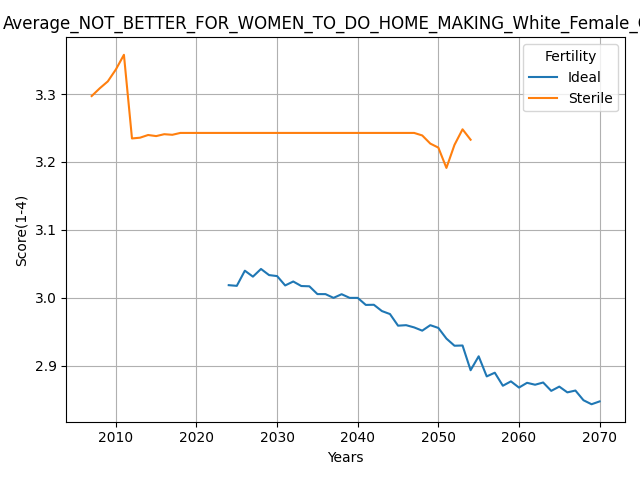 Average_NOT_BETTER_FOR_WOMEN_TO_DO_HOME_MAKING_White_Female_
Fertility
Ideal
Sterile
Score(1-4)
3.3
3.2
3.1
3.0
2.9
2010 2020 2030 2040 2050 2060 2070
Years